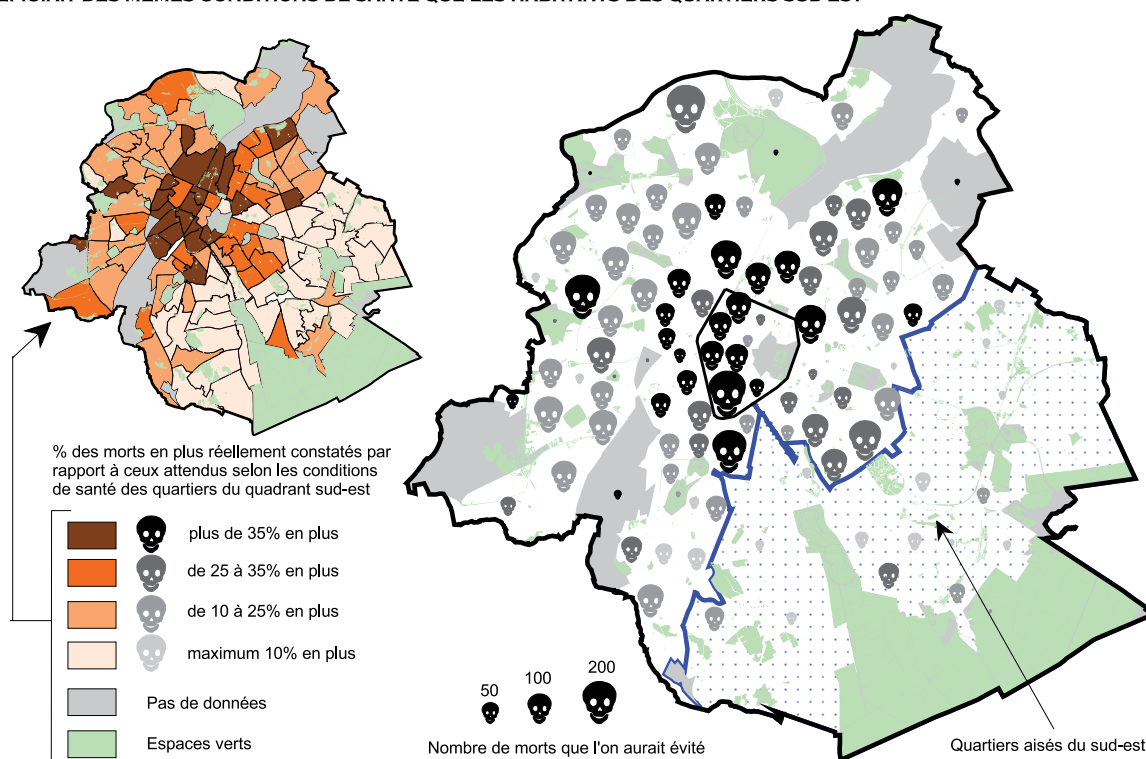 % des morts en plus réellement constatés par
rapport à ceux attendus selon les conditions
de santé des quartiers du quadrant sud-est
plus de 35% en plus
de 25 à 35% en plus
de 10 à 25% en plus
maximum 10% en plus
Pas de données
Espaces verts
50
100
200
Nombre de morts que l'on aurait évité
Quartiers aisés du sud-est